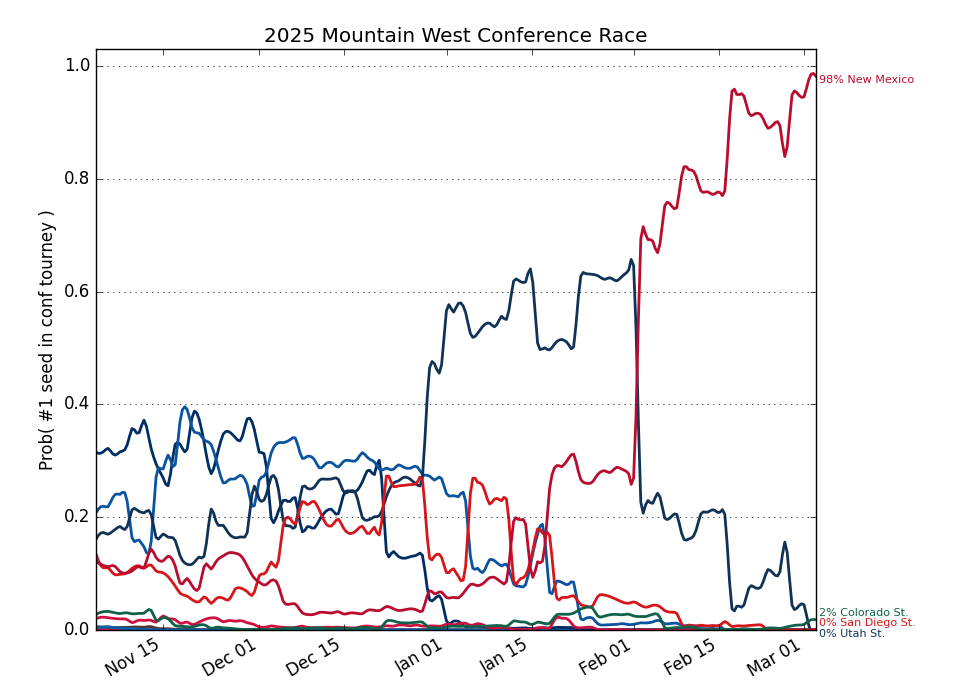 2025 Mountain West Conference Race
Prob( #1 seed in conf tourney )
1.0
0.8
0.6
0.4
0.2
0.0
98% New Mexico
2% Colorado St.
0% San Diego St.
0% Utah St.
Nov 15
Dec 01
Dec 15
Jan 01
Jan 15
Feb 01
Feb 15
Mar 01